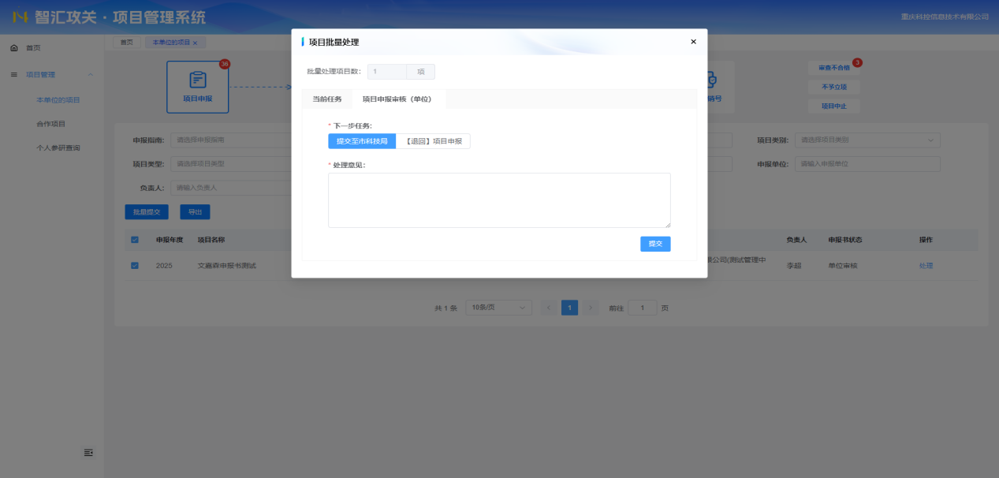 智汇攻关·项目管理系统
重庆科控信息技术有限公司
首页
项目管理
本单位的项目
合作项目
个人参研查阅
首页
本单位的项目 ×
36
项目申报
销号
审查不合格
3
不予立项
项目中止
申报指南: 请选择申报指南
项目类别: 请选择项目类别
项目类型: 请选择项目类型
申报单位: 请输入申报单位
负责人: 请输入负责人
批量提交 导出
申报年度 项目名称 负责人 申报书状态 操作
2025 文嘉霖申报书测试 限公司(测试管理中 李超 单位审核 处理
共 1 条 10条/页 < 1 > 前往 1 页
项目批量处理 ×
批量处理项目数: 1 项
当前任务 项目申报审核（单位）
* 下一步任务:
提交至市科技局 【退回】项目申报
* 处理意见:
提交